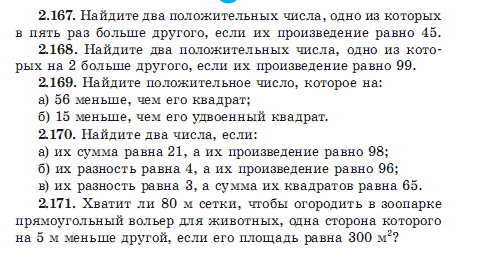 2.167. Найдите два положительных числа, одно из которых
в пять раз больше другого, если их произведение равно 45.
2.168. Найдите два положительных числа, одно из кото-
рых на 2 больше другого, если их произведение равно 99.
2.169. Найдите положительное число, которое на:
а) 56 меньше, чем его квадрат;
б) 15 меньше, чем его удвоенный квадрат.
2.170. Найдите два числа, если:
а) их сумма равна 21, а их произведение равно 98;
б) их разность равна 4, а их произведение равно 96;
в) их разность равна 3, а сумма их квадратов равна 65.
2.171. Хватит ли 80 м сетки, чтобы огородить в зоопарке
прямоугольный вольер для животных, одна сторона которого
на 5 м меньше другой, если его площадь равна 300 м²?